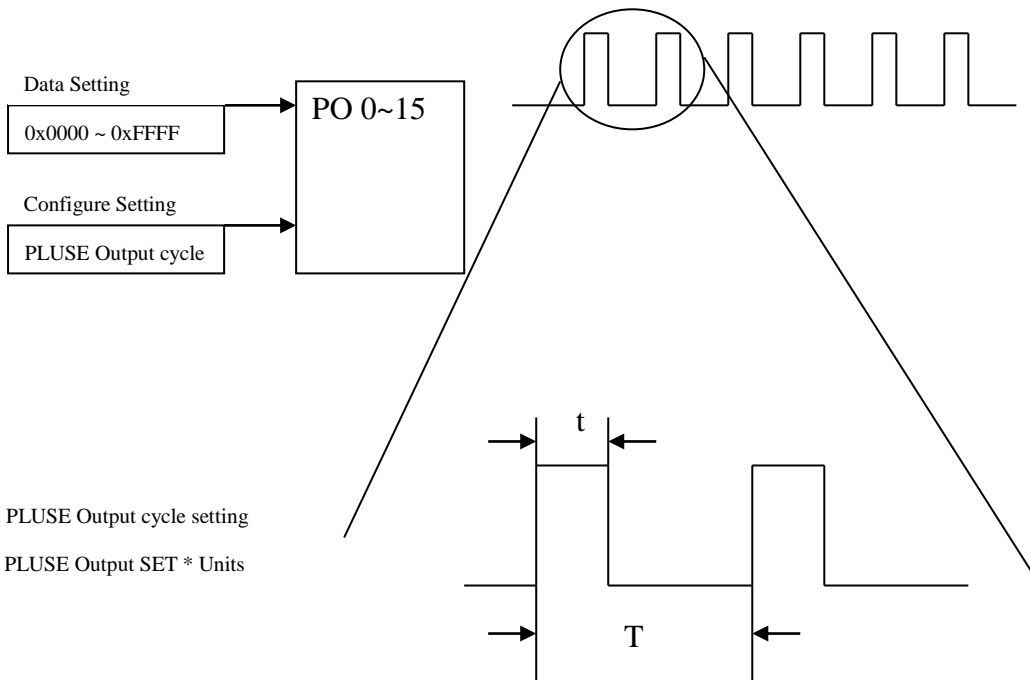 Data Setting
0x0000 ~ 0xFFFF
PO 0~15
Configure Setting
PLUSE Output cycle
t
PLUSE Output cycle setting
PLUSE Output SET * Units
T